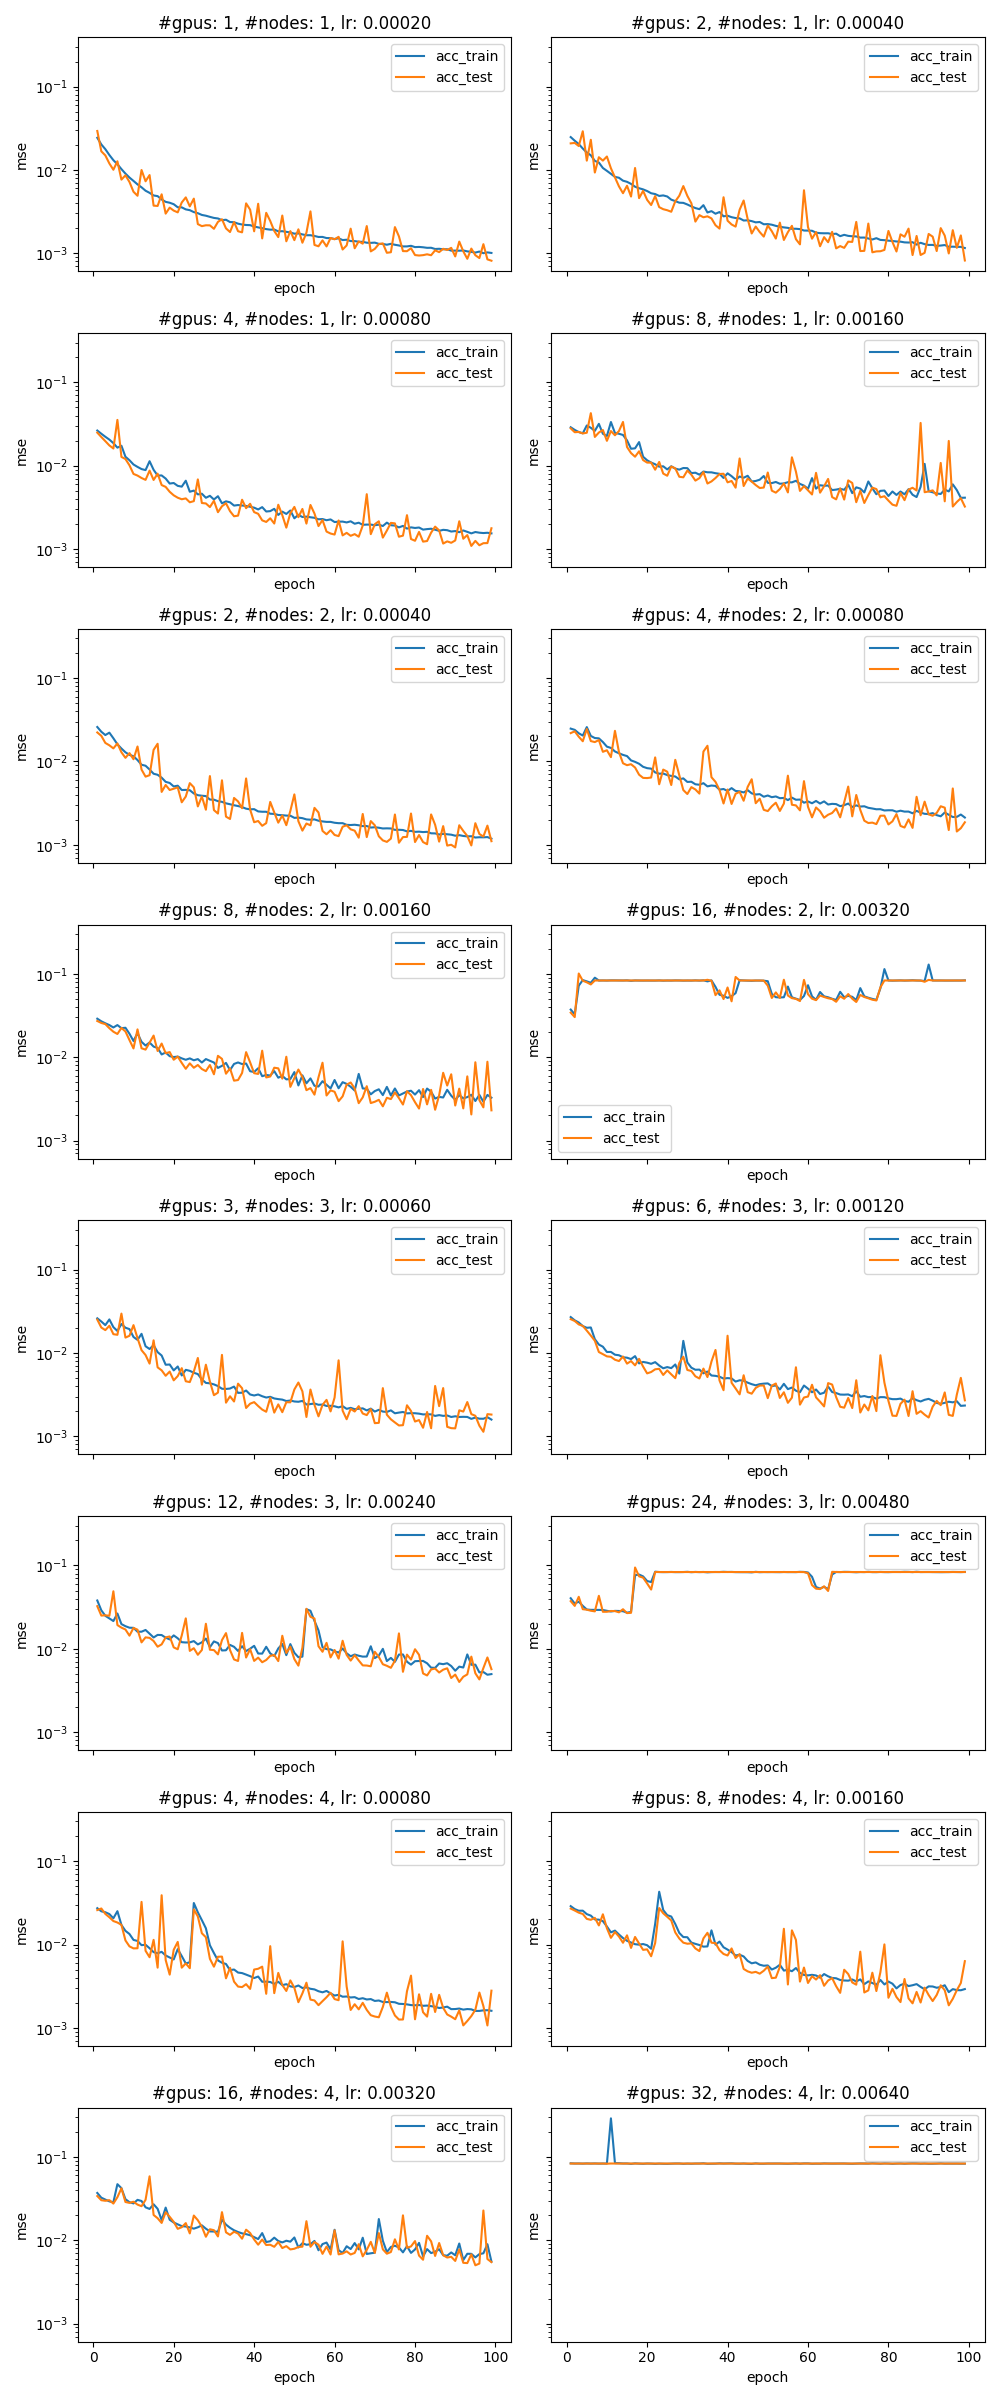 #gpus: 1, #nodes: 1, lr: 0.00020
#gpus: 2, #nodes: 1, lr: 0.00040
acc_train
acc_test
acc_train
acc_test
10⁻¹
10⁻²
10⁻³
mse
mse
epoch
epoch
#gpus: 4, #nodes: 1, lr: 0.00080
#gpus: 8, #nodes: 1, lr: 0.00160
acc_train
acc_test
acc_train
acc_test
10⁻¹
10⁻²
10⁻³
mse
mse
epoch
epoch
#gpus: 2, #nodes: 2, lr: 0.00040
#gpus: 4, #nodes: 2, lr: 0.00080
acc_train
acc_test
acc_train
acc_test
10⁻¹
10⁻²
10⁻³
mse
mse
epoch
epoch
#gpus: 8, #nodes: 2, lr: 0.00160
#gpus: 16, #nodes: 2, lr: 0.00320
acc_train
acc_test
10⁻¹
10⁻²
10⁻³
mse
mse
acc_train
acc_test
epoch
epoch
#gpus: 3, #nodes: 3, lr: 0.00060
#gpus: 6, #nodes: 3, lr: 0.00120
acc_train
acc_test
acc_train
acc_test
10⁻¹
10⁻²
10⁻³
mse
mse
epoch
epoch
#gpus: 12, #nodes: 3, lr: 0.00240
#gpus: 24, #nodes: 3, lr: 0.00480
acc_train
acc_test
acc_train
acc_test
10⁻¹
10⁻²
10⁻³
mse
mse
epoch
epoch
#gpus: 4, #nodes: 4, lr: 0.00080
#gpus: 8, #nodes: 4, lr: 0.00160
acc_train
acc_test
acc_train
acc_test
10⁻¹
10⁻²
10⁻³
mse
mse
epoch
epoch
#gpus: 16, #nodes: 4, lr: 0.00320
#gpus: 32, #nodes: 4, lr: 0.00640
acc_train
acc_test
acc_train
acc_test
10⁻¹
10⁻²
10⁻³
mse
mse
0 20 40 60 80 100
0 20 40 60 80 100
epoch
epoch